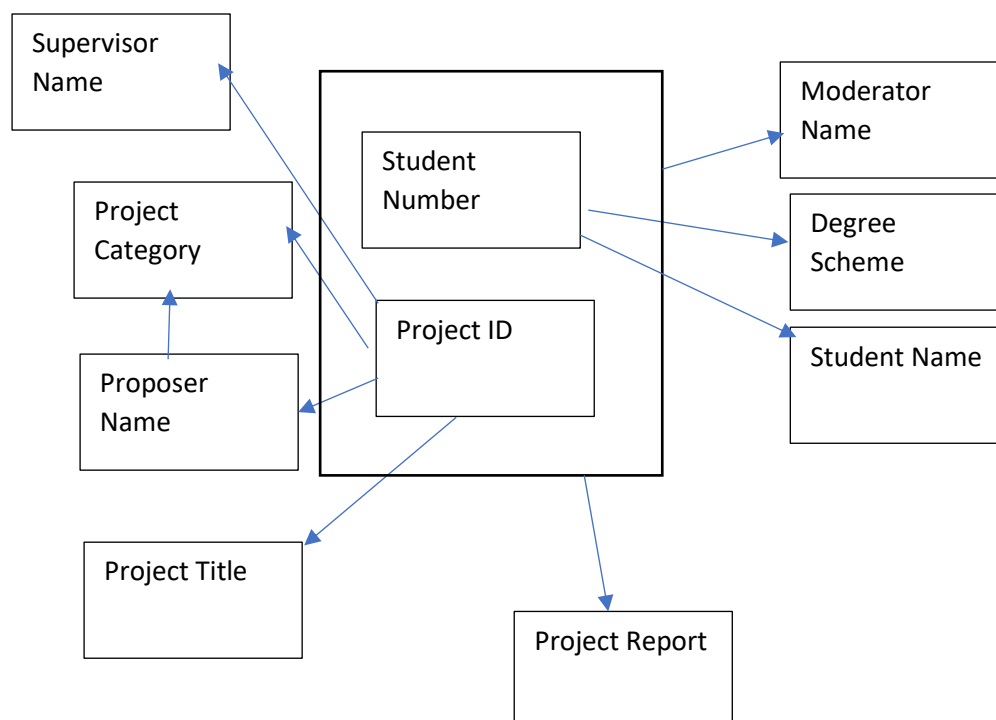 Supervisor
Name
Moderator
Name
Student
Number
Project
Category
Degree
Scheme
Project ID
Student Name
Proposer
Name
Project Title
Project Report